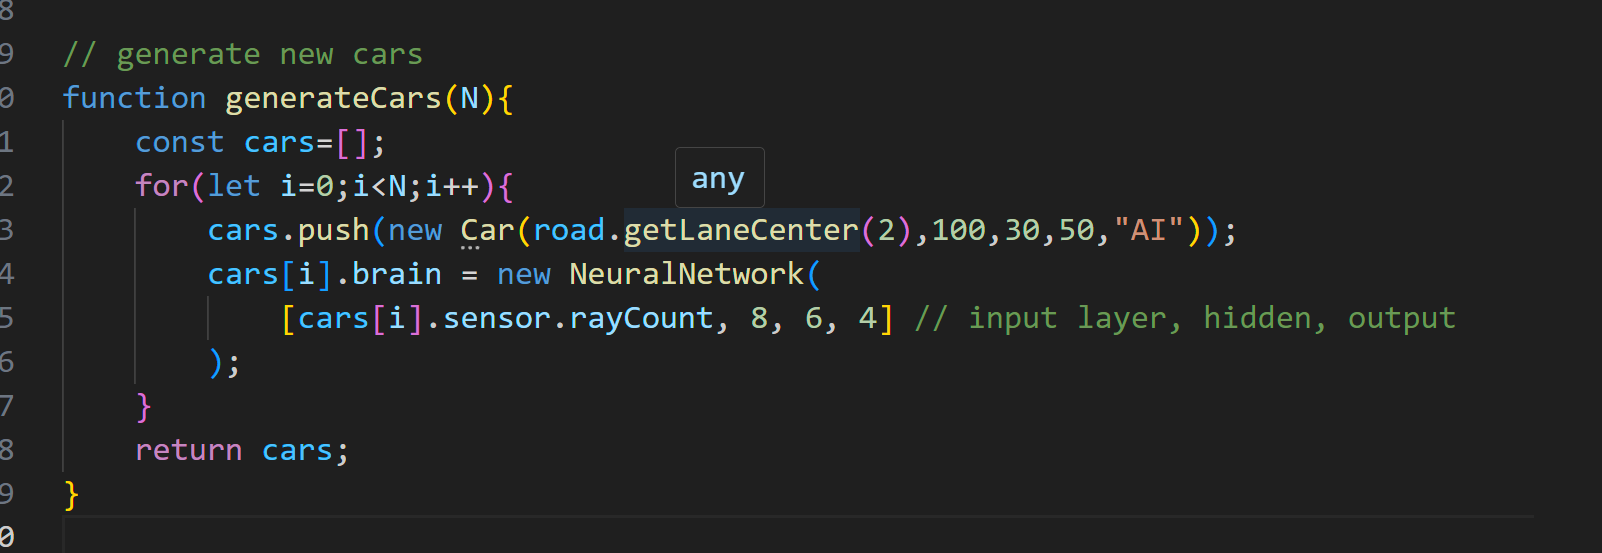 8
9 // generate new cars
0 function generateCars(N){
1 const cars=[];
any
2 for(let i=0;i<N;i++){
3 cars.push(new Car(road.getLaneCenter(2),100,30,50,"AI"));
4 cars[i].brain = new NeuralNetwork(
5 [cars[i].sensor.rayCount, 8, 6, 4] // input layer, hidden, output
6 );
7 }
8 return cars;
9 }
0